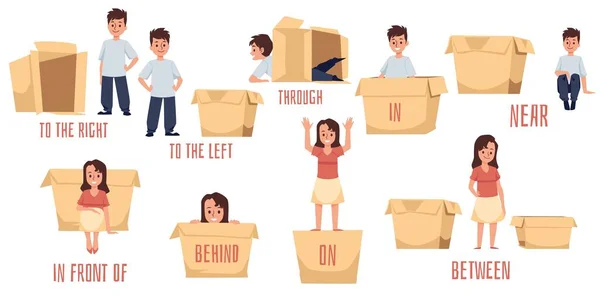 TO THE RIGHT
TO THE LEFT
THROUGH
IN
NEAR
IN FRONT OF
BEHIND
ON
BETWEEN